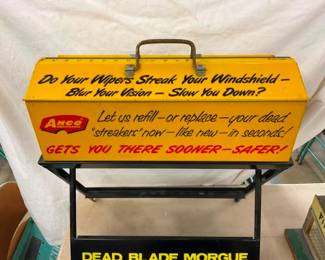 Do Your Wipers Streak Your Windshield -
Blur Your Vision - Slow You Down?
ANCO
Let us refill - or replace - your dead
"streakers" now - like new - in seconds!
GETS YOU THERE SOONER - SAFER!
DEAD BLADE MORGUE